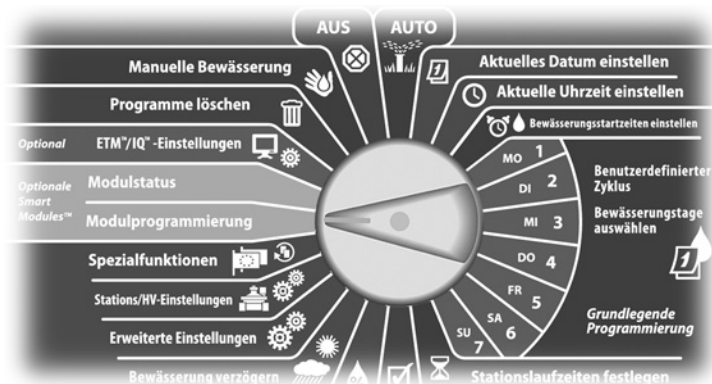 AUS
AUTO
Manuelle Bewässerung
Programme löschen
Optional
ETM™/IQ™ -Einstellungen
Optionale
Smart
Modules™
Modulstatus
Modulprogrammierung
Spezialfunktionen
Stations/HV-Einstellungen
Erweiterte Einstellungen
Bewässerung verzögern
Aktuelles Datum einstellen
1
Aktuelle Uhrzeit einstellen
Bewässerungsstartzeiten einstellen
MO 1
DI 2
MI 3
DO 4
FR 5
SA 6
SU 7
Benutzerdefinierter
Zyklus
Bewässerungstage
auswählen
1
Grundlegende
Programmierung
Stationslaufzeiten festlegen
%